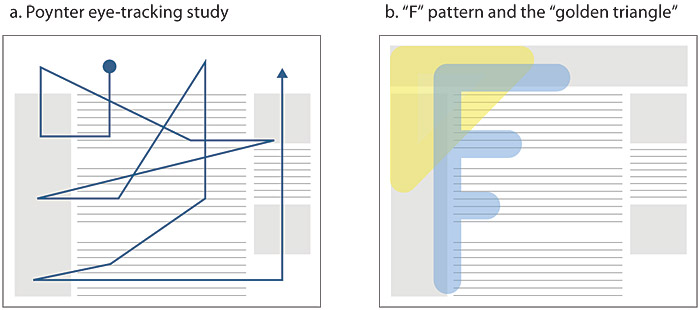 a. Poynter eye-tracking study
b. “F” pattern and the “golden triangle”